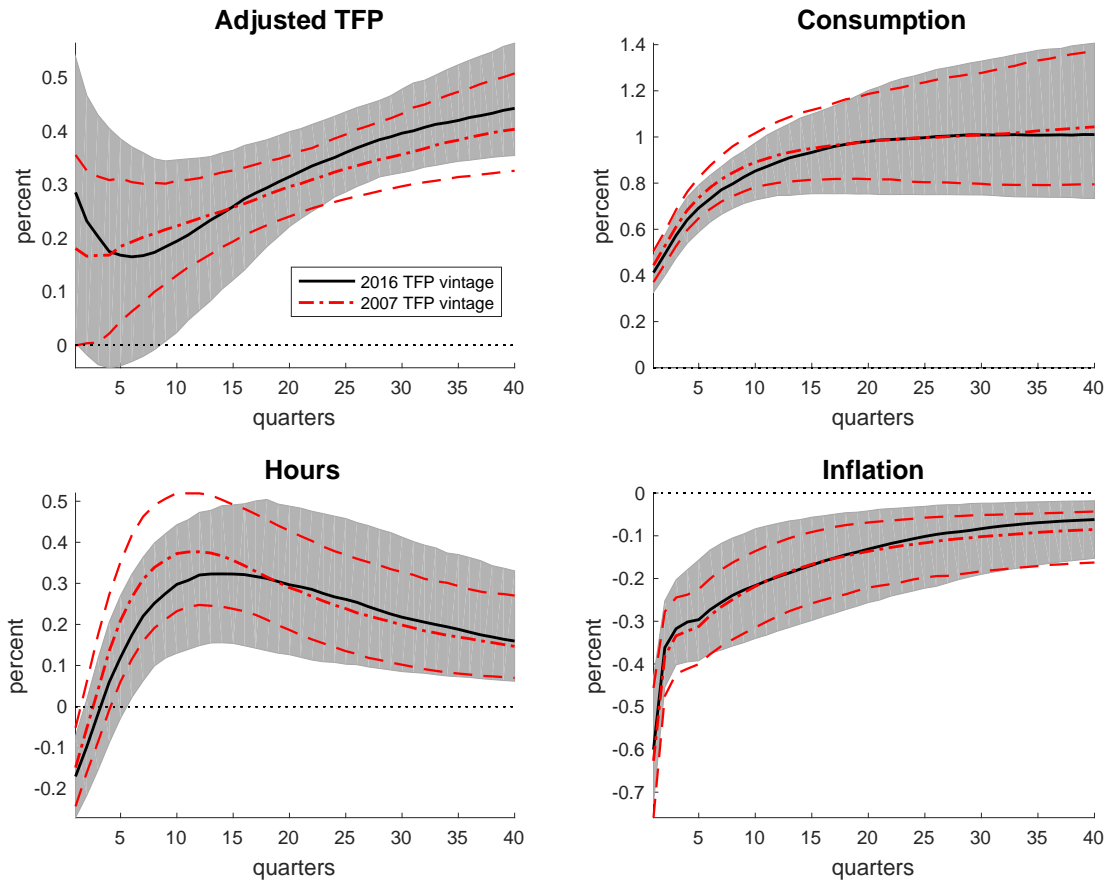 Adjusted TFP
percent
0.5
0.4
0.3
0.2
0.1
0
5 10 15 20 25 30 35 40
quarters
2016 TFP vintage
2007 TFP vintage
Consumption
percent
1.4
1.2
1
0.8
0.6
0.4
0.2
0
5 10 15 20 25 30 35 40
quarters
Hours
percent
0.5
0.4
0.3
0.2
0.1
0
-0.1
-0.2
5 10 15 20 25 30 35 40
quarters
Inflation
percent
0
-0.1
-0.2
-0.3
-0.4
-0.5
-0.6
-0.7
5 10 15 20 25 30 35 40
quarters